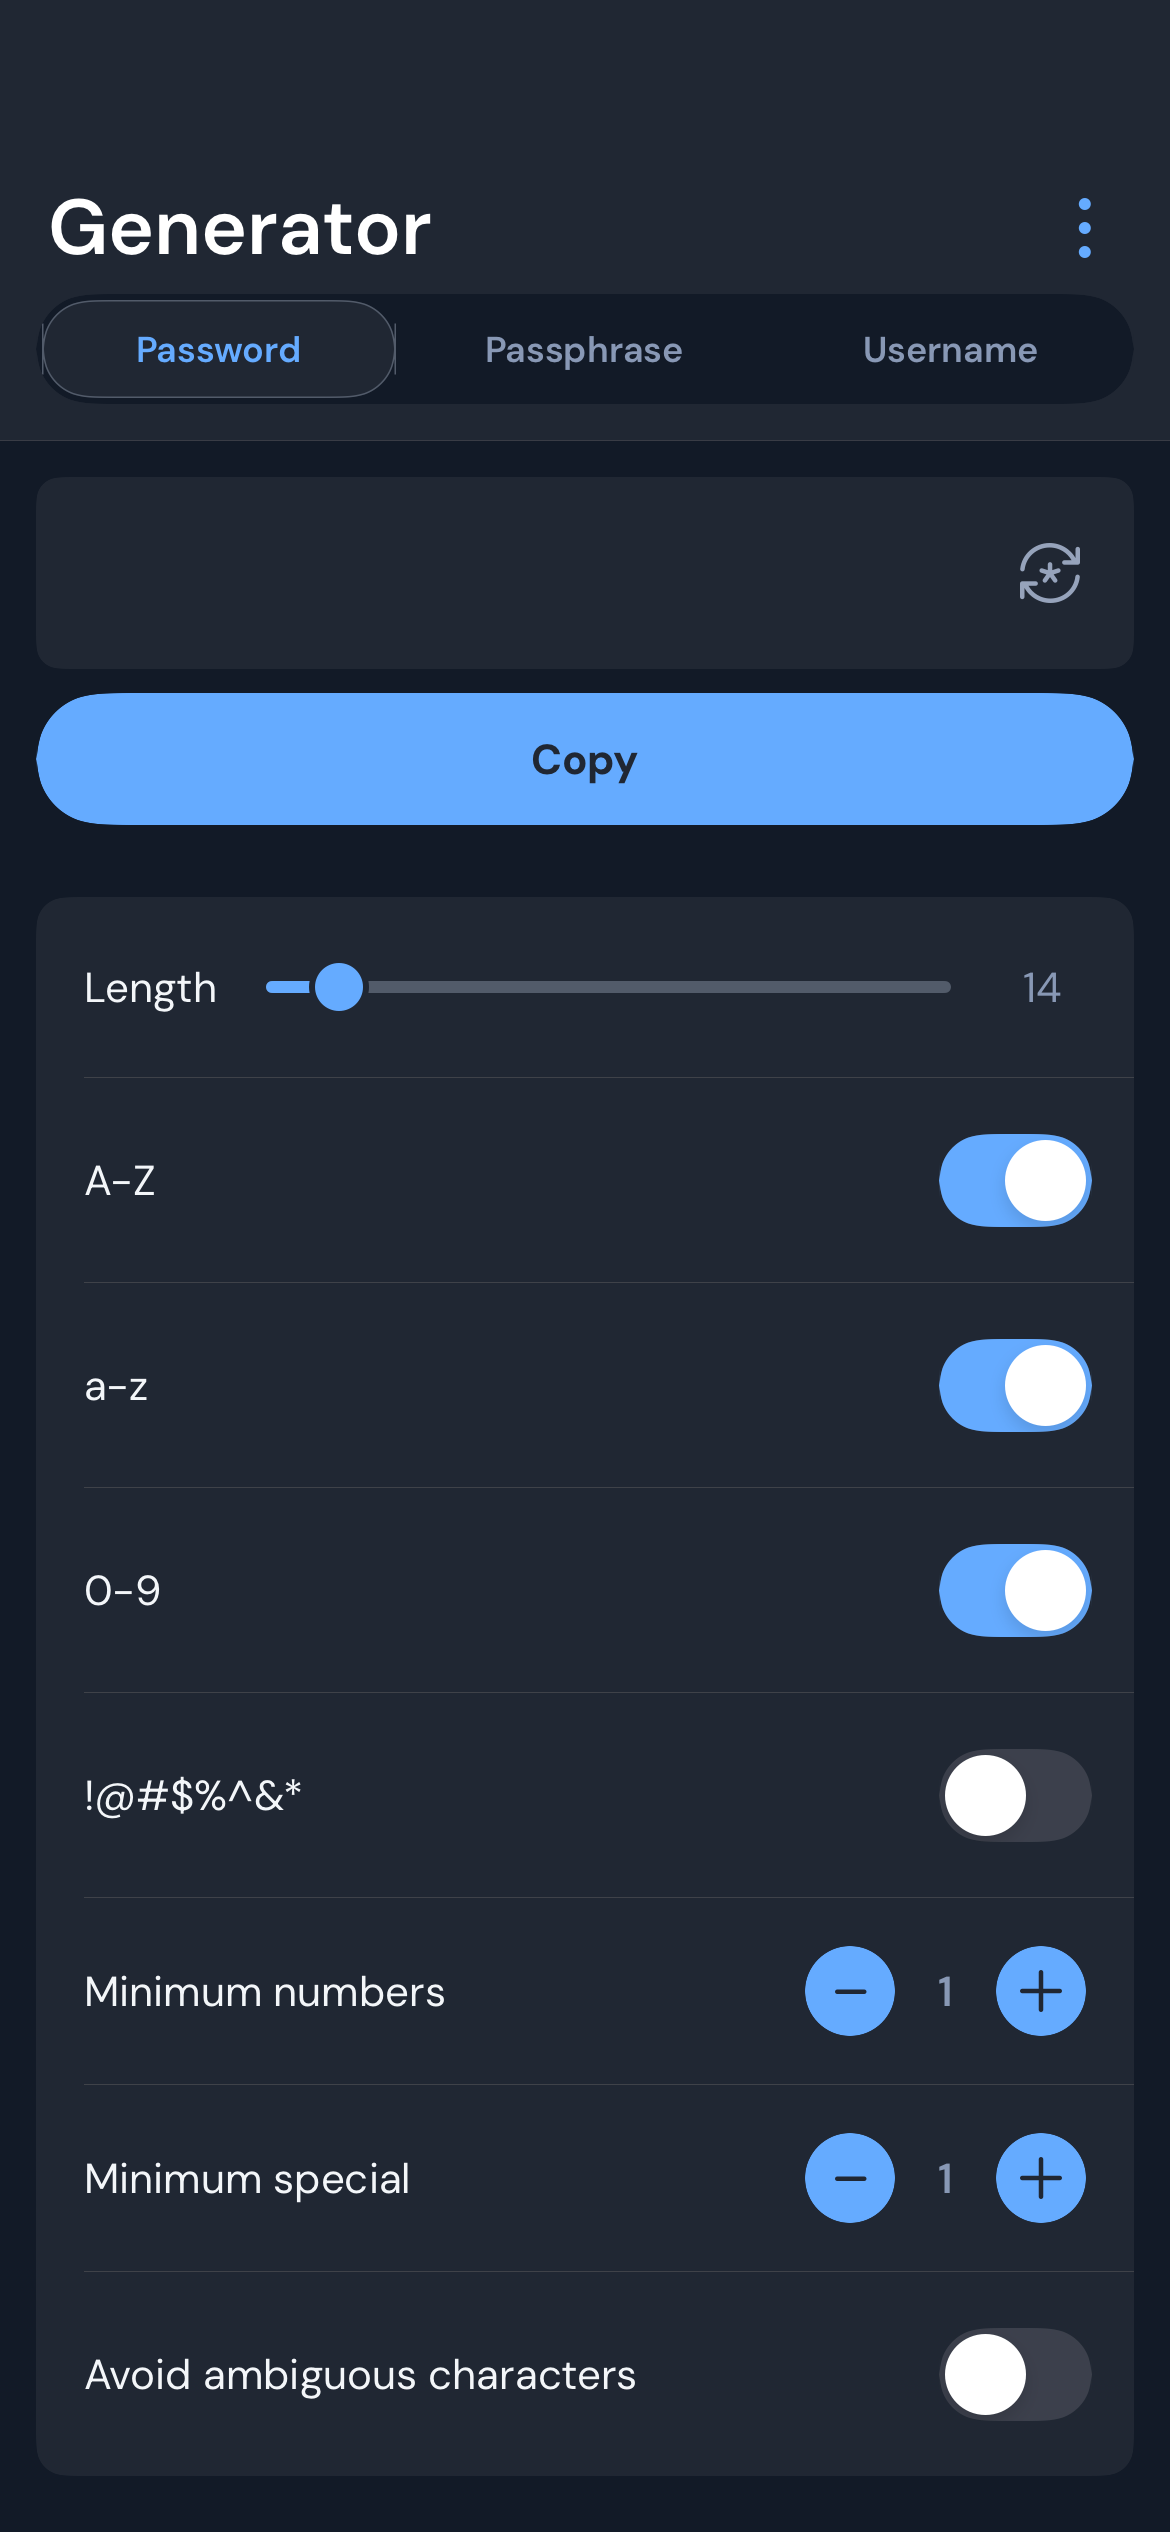 Generator
Password Passphrase Username
Copy
Length 14
A-Z
a-z
0-9
!@#$%^&*
Minimum numbers 1
Minimum special 1
Avoid ambiguous characters